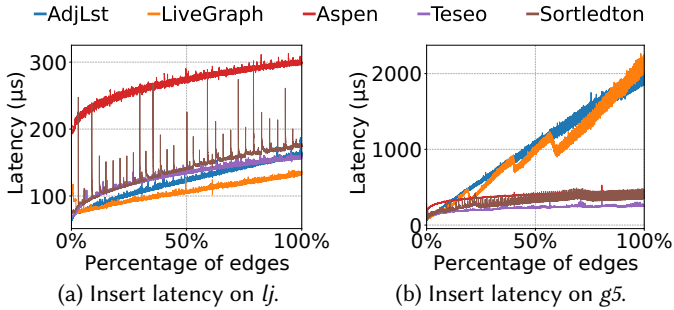 AdjLst LiveGraph Aspen Teseo Sortledton
300
200
100
Latency (μs)
0% 50% 100%
Percentage of edges
(a) Insert latency on lj.
2000
1000
0
Latency (μs)
0% 50% 100%
Percentage of edges
(b) Insert latency on g5.